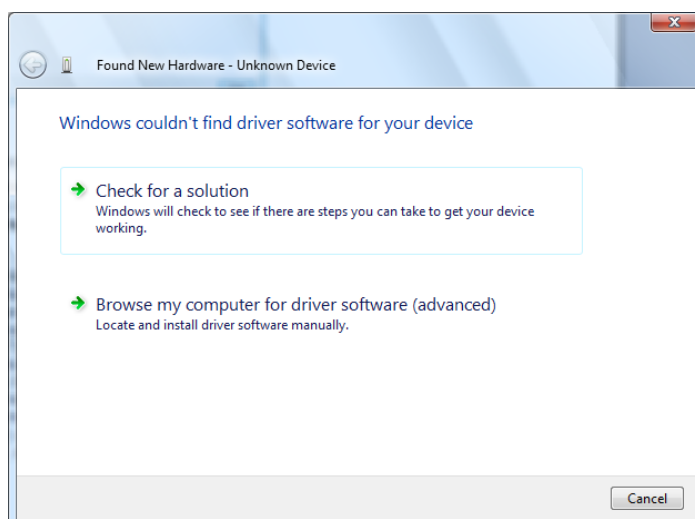 Found New Hardware - Unknown Device
Windows couldn't find driver software for your device
Check for a solution
Windows will check to see if there are steps you can take to get your device
working.
Browse my computer for driver software (advanced)
Locate and install driver software manually.
Cancel